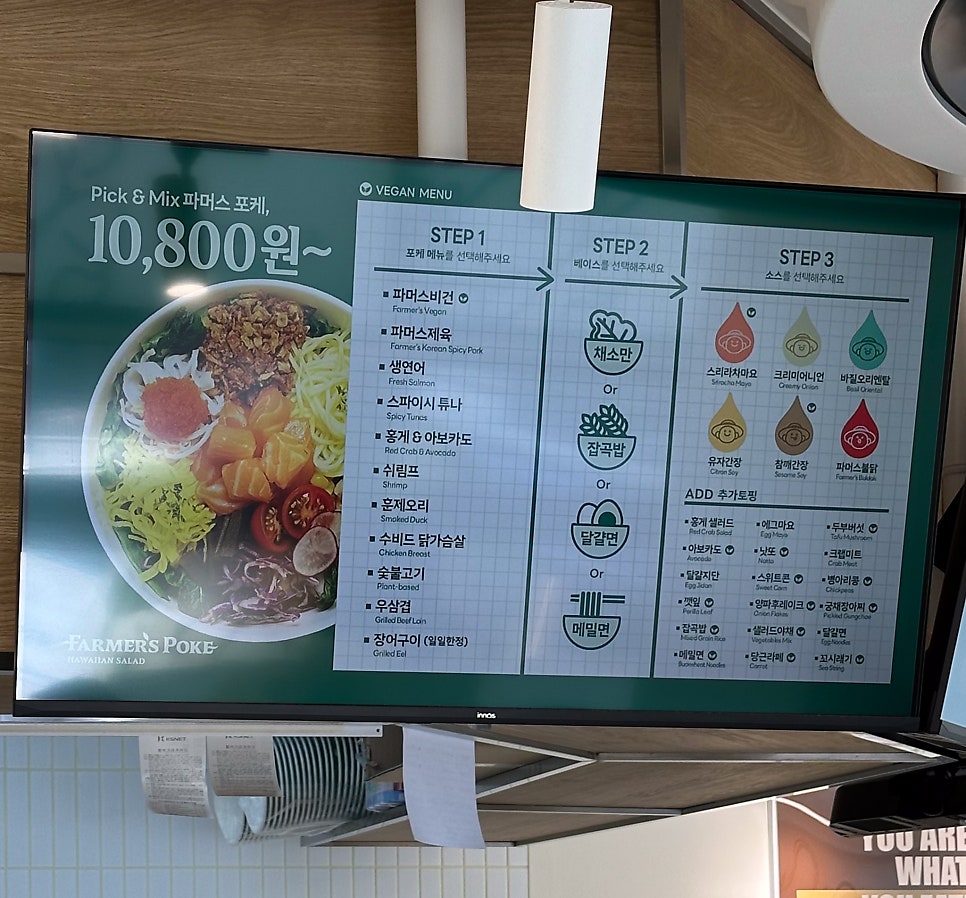 Pick & Mix 파머스 포케,
10,800원~
FARMER'S POKE
HAWAIIAN SALAD
VEGAN MENU
STEP 1
포케 메뉴를 선택해주세요
파머스비건
Farmer's Vegan
파머스제육
Farmer's Korean Spicy Pork
생연어
Fresh Salmon
스파이시 튜나
Spicy Tunas
홍게 & 아보카도
Red Crab & Avocado
쉬림프
Shrimp
훈제오리
Smoked Duck
수비드 닭가슴살
Chicken Breast
숯불고기
Plant-based
우삼겹
Grilled Beef Loin
장어구이 (일일한정)
Grilled Eel
STEP 2
베이스를 선택해주세요
채소만
Or
잡곡밥
Or
달걀면
Or
메밀면
STEP 3
소스를 선택해주세요
스리라차마요
Sriracha Mayo
크리미어니언
Creamy Onion
바질오리엔탈
Basil Oriental
유자간장
Citron Soy
참깨간장
Sesame Soy
파머스불닭
Farmer's Buldak
ADD 추가토핑
홍게 샐러드
Red Crab Salad
에그마요
Egg Mayo
두부버섯
Tofu Mushroom
아보카도
Avocado
낫또
Natto
크랩미트
Crab Meat
달걀지단
Egg Jidan
스위트콘
Sweet Corn
병아리콩
Chickpeas
깻잎
Perilla Leaf
양파후레이크
Onion Flakes
궁채장아찌
Pickled Gungchae
잡곡밥
Mixed Grain Rice
샐러드야채
Vegetables Mix
달걀면
Egg Noodles
메밀면
Buckwheat Noodles
당근라페
Carrot
꼬시래기
Sea String
innos
YOU ARE
WHAT